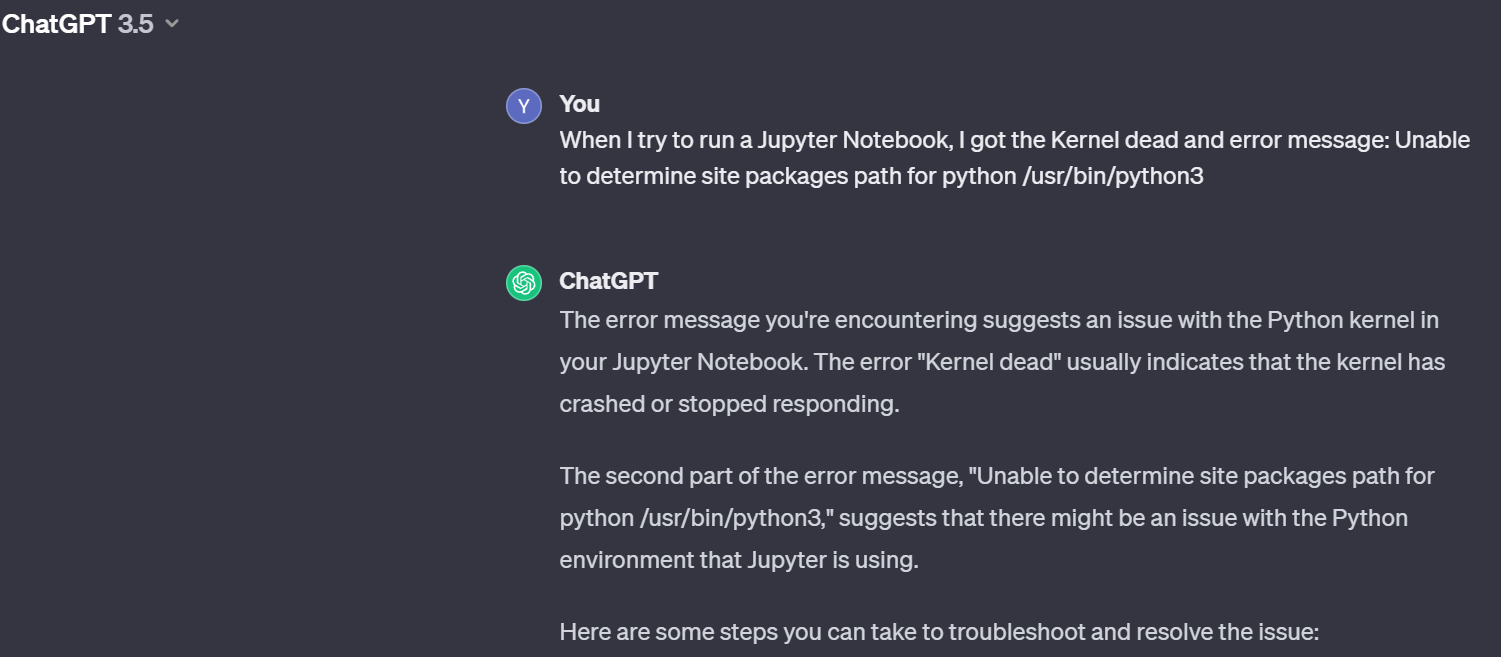 ChatGPT 3.5
Y
You
When I try to run a Jupyter Notebook, I got the Kernel dead and error message: Unable
to determine site packages path for python /usr/bin/python3
ChatGPT
The error message you're encountering suggests an issue with the Python kernel in
your Jupyter Notebook. The error "Kernel dead" usually indicates that the kernel has
crashed or stopped responding.
The second part of the error message, "Unable to determine site packages path for
python /usr/bin/python3," suggests that there might be an issue with the Python
environment that Jupyter is using.
Here are some steps you can take to troubleshoot and resolve the issue: